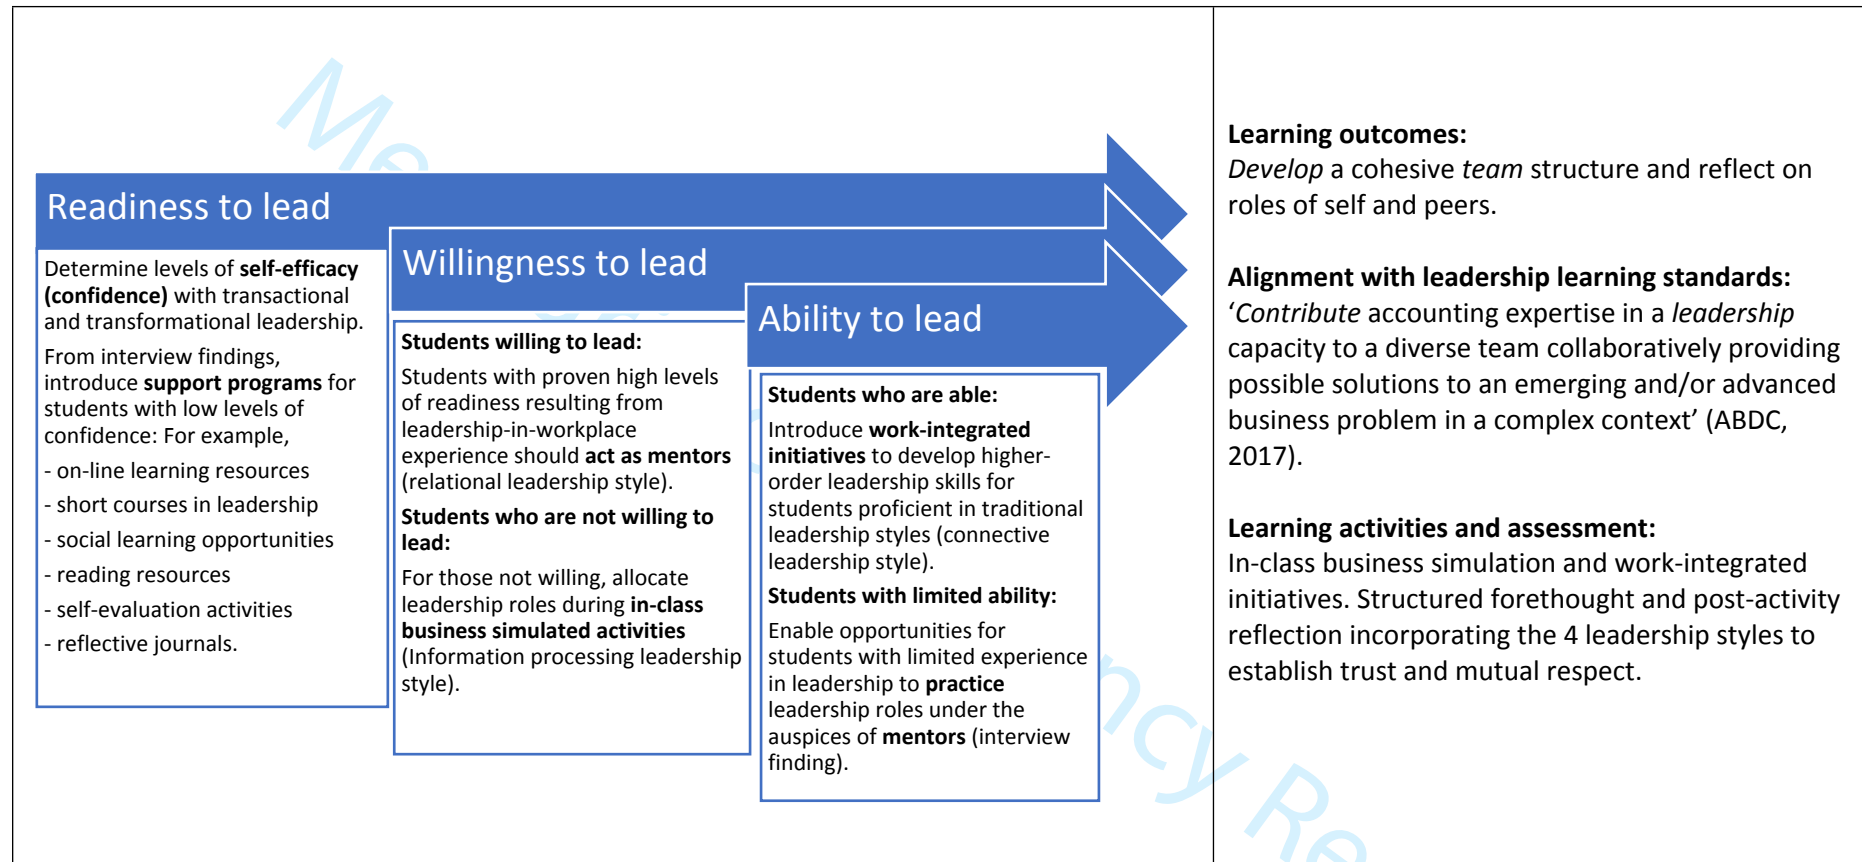 Readiness to lead
Determine levels of self-efficacy
(confidence) with transactional
and transformational leadership.
From interview findings,
introduce support programs for
students with low levels of
confidence: For example,
- on-line learning resources
- short courses in leadership
- social learning opportunities
- reading resources
- self-evaluation activities
- reflective journals.
Willingness to lead
Students willing to lead:
Students with proven high levels
of readiness resulting from
leadership-in-workplace
experience should act as mentors
(relational leadership style).
Students who are not willing to
lead:
For those not willing, allocate
leadership roles during in-class
business simulated activities
(Information processing leadership
style).
Ability to lead
Students who are able:
Introduce work-integrated
initiatives to develop higher-
order leadership skills for
students proficient in traditional
leadership styles (connective
leadership style).
Students with limited ability:
Enable opportunities for
students with limited experience
in leadership to practice
leadership roles under the
auspices of mentors (interview
finding).
Learning outcomes:
Develop a cohesive team structure and reflect on
roles of self and peers.
Alignment with leadership learning standards:
‘Contribute accounting expertise in a leadership
capacity to a diverse team collaboratively providing
possible solutions to an emerging and/or advanced
business problem in a complex context’ (ABDC,
2017).
Learning activities and assessment:
In-class business simulation and work-integrated
initiatives. Structured forethought and post-activity
reflection incorporating the 4 leadership styles to
establish trust and mutual respect.